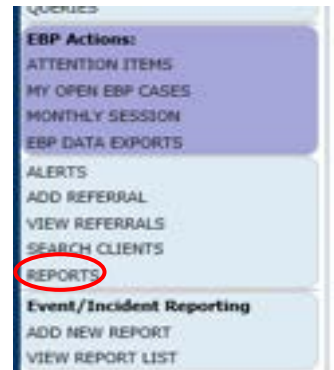 QUERIES
EBP Actions:
ATTENTION ITEMS
MY OPEN EBP CASES
MONTHLY SESSION
EBP DATA EXPORTS
ALERTS
ADD REFERRAL
VIEW REFERRALS
SEARCH CLIENTS
REPORTS
Event/Incident Reporting
ADD NEW REPORT
VIEW REPORT LIST